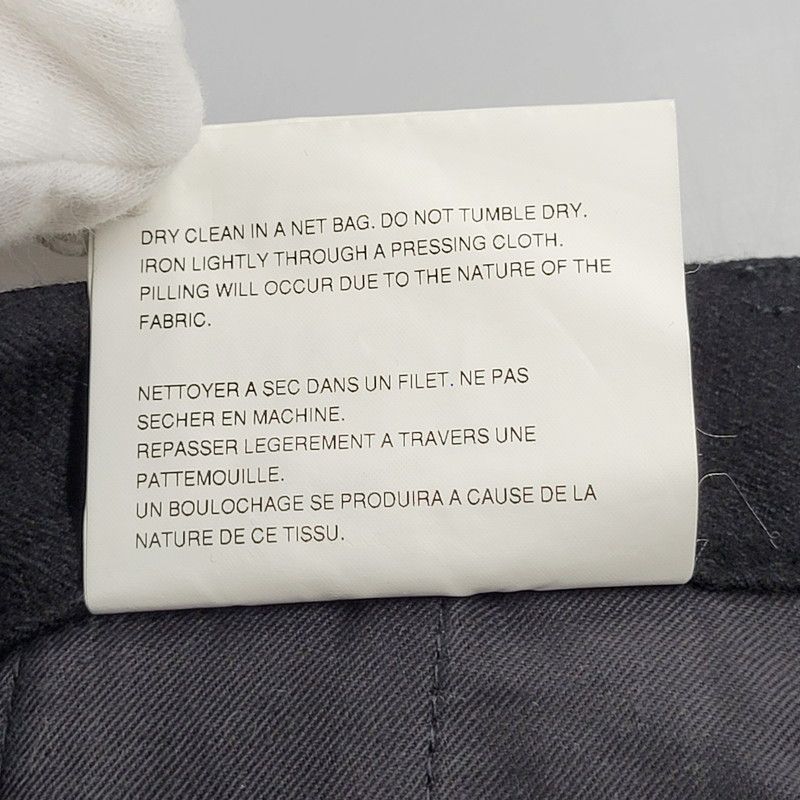 DRY CLEAN IN A NET BAG. DO NOT TUMBLE DRY.
IRON LIGHTLY THROUGH A PRESSING CLOTH.
PILLING WILL OCCUR DUE TO THE NATURE OF THE
FABRIC.
NETTOYER A SEC DANS UN FILET. NE PAS
SECHER EN MACHINE.
REPASSER LEGEREMENT A TRAVERS UNE
PATTEMOUILLE.
UN BOULOCHAGE SE PRODUIRA A CAUSE DE LA
NATURE DE CE TISSU.